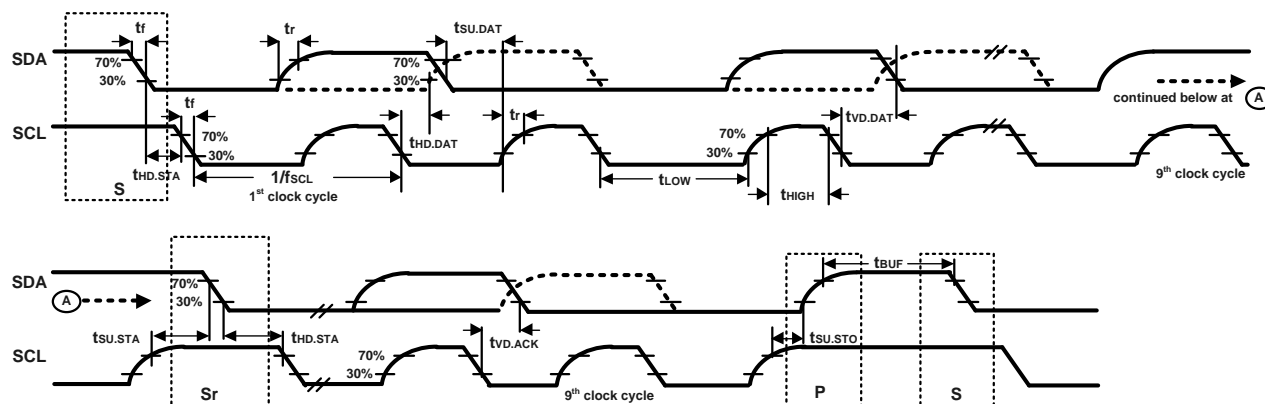 tf
tr
tSU.DAT
SDA
70%
30%
70%
30%
continued below at A
tf
tHD.DAT
tr
tVD.DAT
SCL
70%
30%
70%
30%
tHD.STA
1/fSCL
1st clock cycle
tLOW
tHIGH
9th clock cycle
S
SDA
A
70%
30%
tBUF
tSU.STA
tHD.STA
tVD.ACK
tSU.STO
SCL
70%
30%
9th clock cycle
Sr
P
S